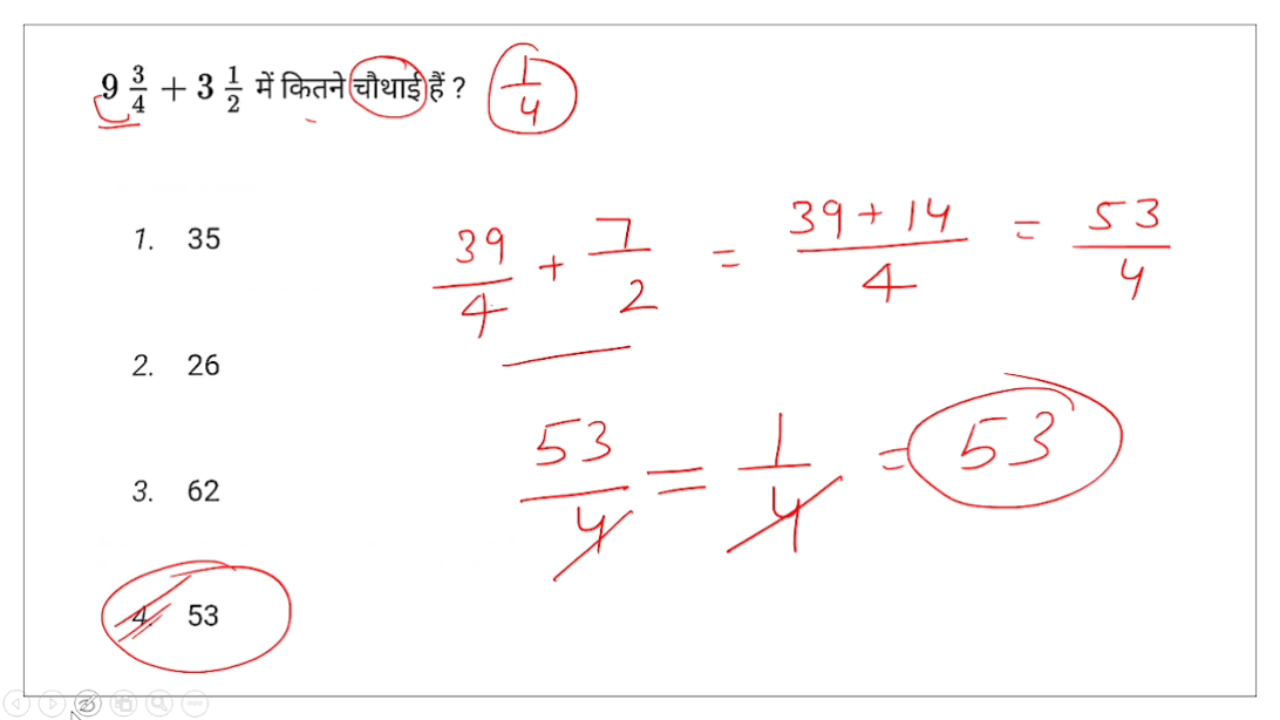 9 3/4 + 3 1/2 में कितने चौथाई हैं ? 1/4
1. 35
39/4 + 7/2 = 39+14/4 = 53/4
2. 26
53/4 = 1/4 = 53
3. 62
4. 53